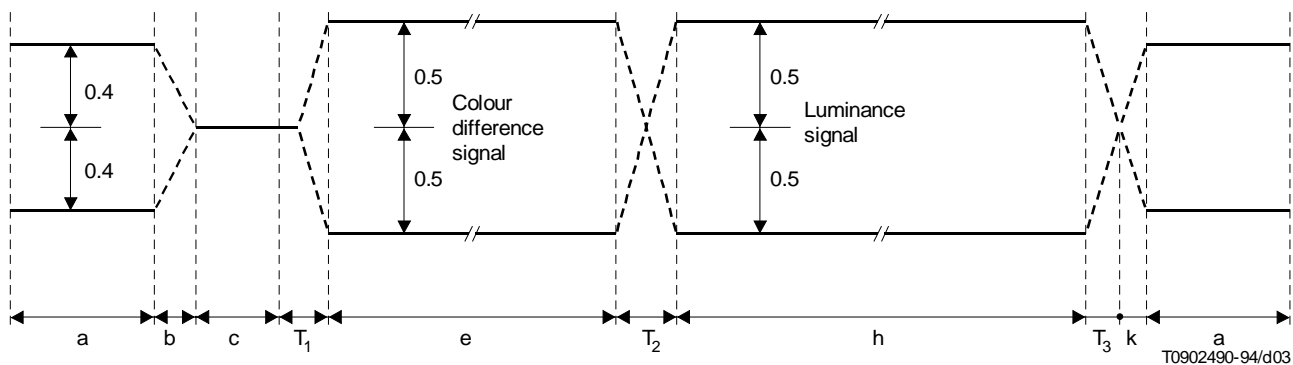 0.4
0.4
0.5
Colour
difference
signal
0.5
0.5
Luminance
signal
0.5
a
b
c
T1
e
T2
h
T3
k
a
T0902490-94/d03